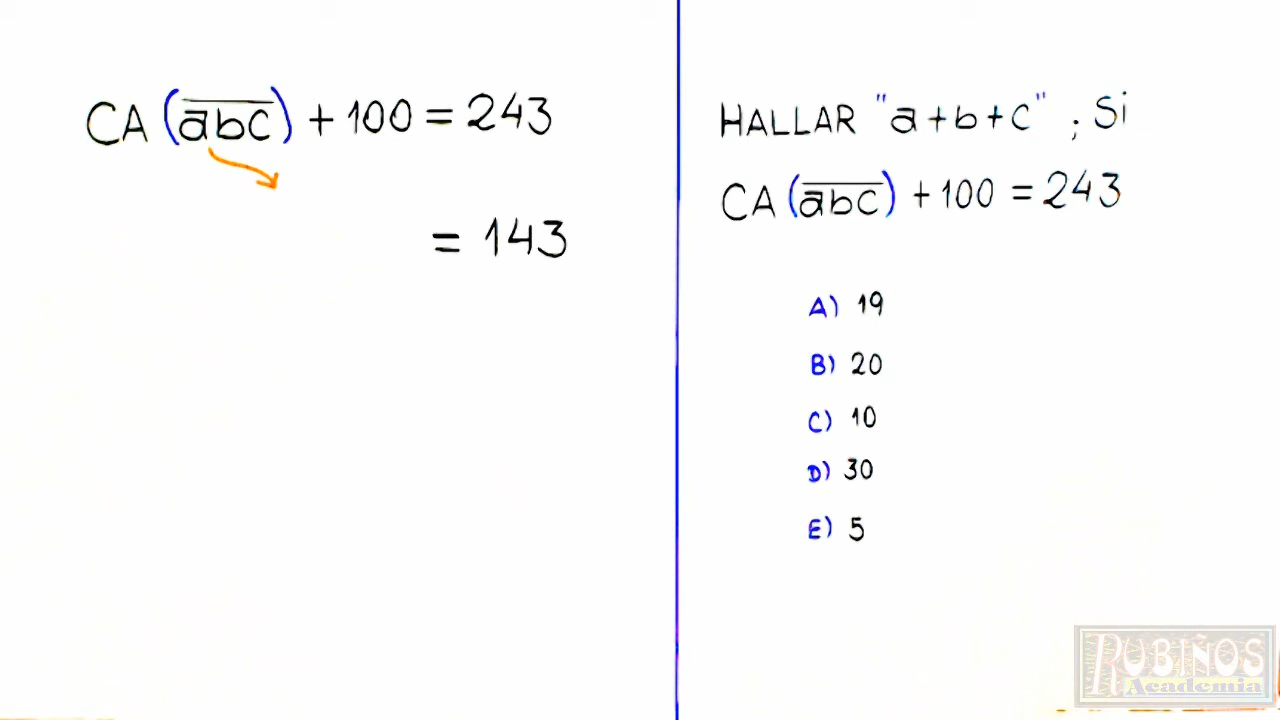 CA (abc) + 100 = 243
= 143
HALLAR "a+b+c" ; Si
CA (abc) + 100 = 243
A) 19
B) 20
C) 10
D) 30
E) 5
RUBIÑOS
Academia